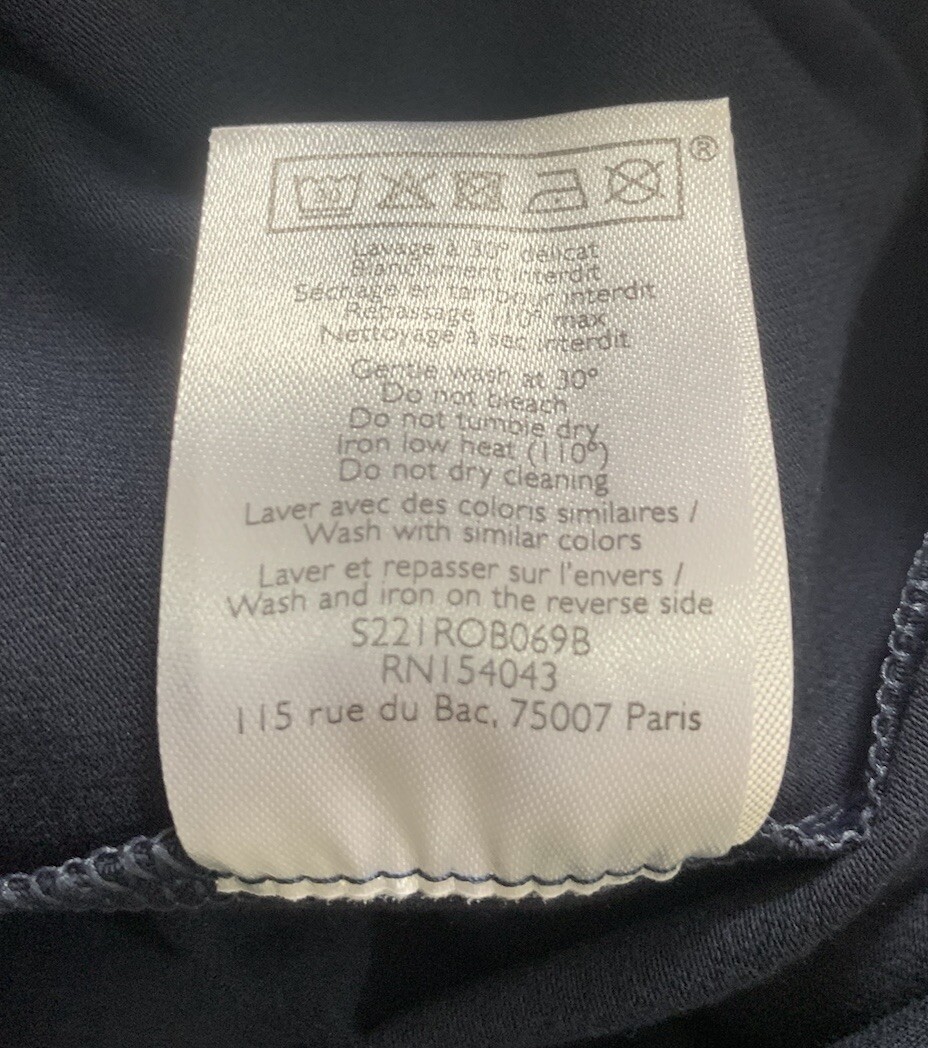 ®
30
Lavage à 30° délicat
Blanchiment interdit
Séchage en tambour interdit
Repassage 110° max
Nettoyage à sec interdit
Gentle wash at 30°
Do not bleach
Do not tumble dry
Iron low heat (110°)
Do not dry cleaning
Laver avec des coloris similaires /
Wash with similar colors
Laver et repasser sur l'envers /
Wash and iron on the reverse side
S221ROB069B
RN154043
115 rue du Bac, 75007 Paris